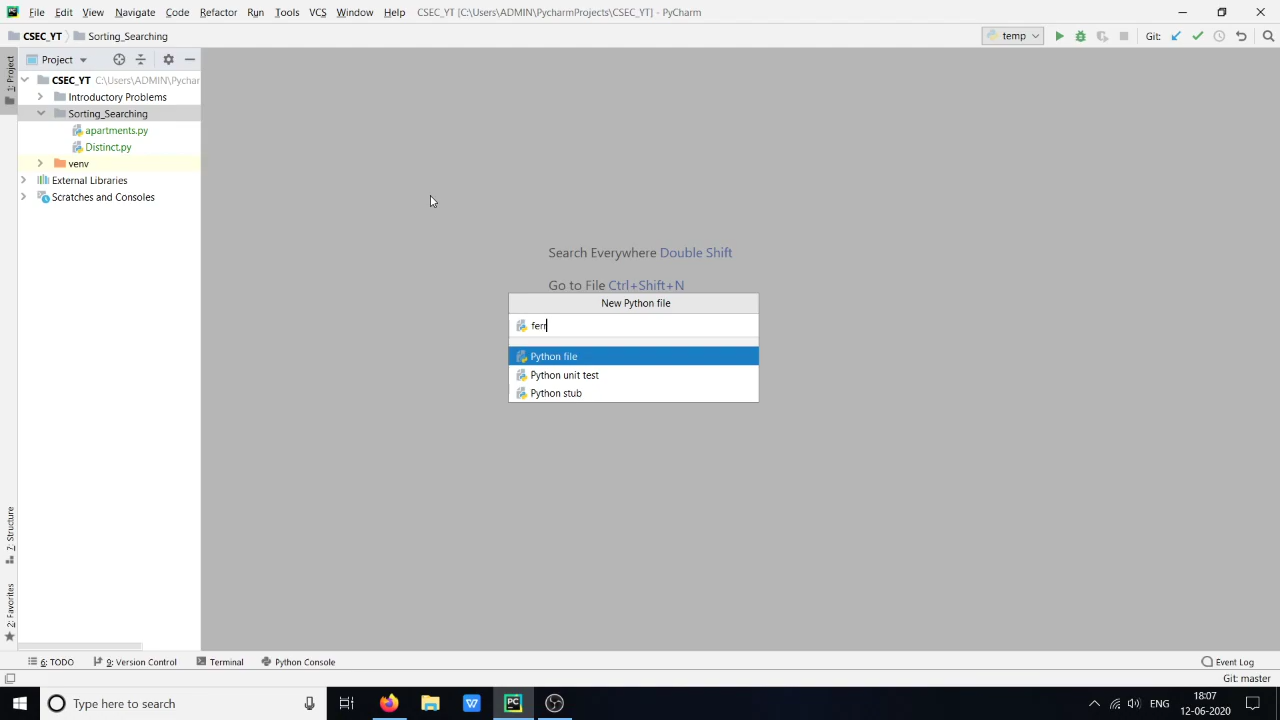 File Edit View Navigate Code Refactor Run Tools VCS Window Help CSEC_YT [C:\Users\ADMIN\PycharmProjects\CSEC_YT] - PyCharm
CSEC_YT Sorting_Searching temp Git:
1: Project
Project
CSEC_YT C:\Users\ADMIN\Pychar
Introductory Problems
Sorting_Searching
apartments.py
Distinct.py
venv
External Libraries
Scratches and Consoles
Search Everywhere Double Shift
Go to File Ctrl+Shift+N
New Python file
ferr
Python file
Python unit test
Python stub
7: Structure
2: Favorites
6: TODO 9: Version Control Terminal Python Console Event Log
Git: master
Type here to search PC ENG 18:07
12-06-2020